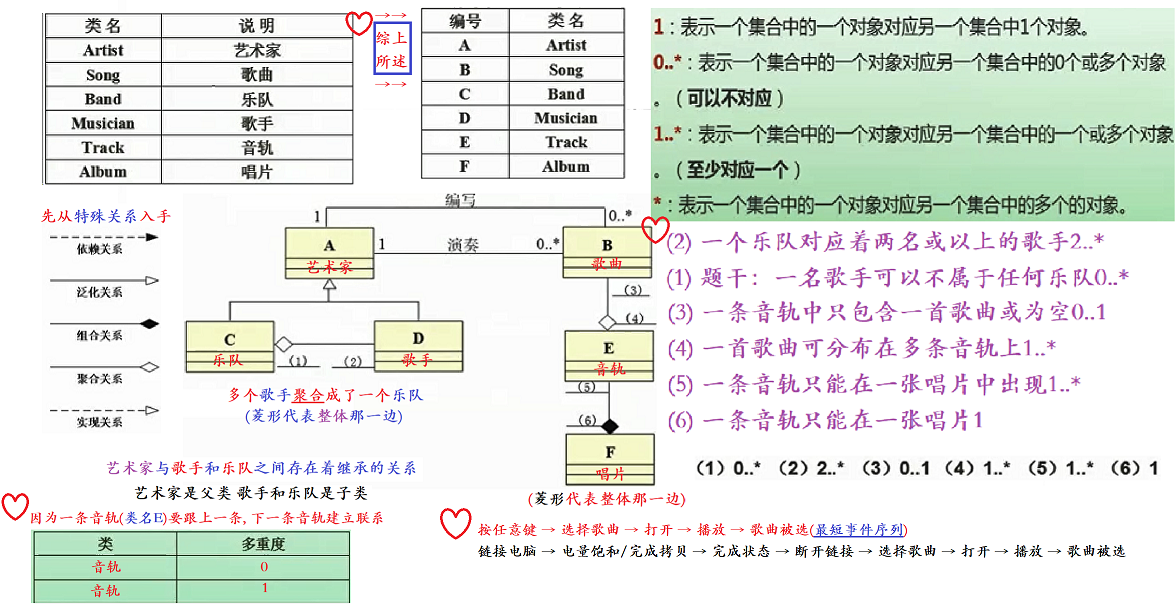 类 名 说 明
Artist 艺术家
Song 歌曲
Band 乐队
Musician 歌手
Track 音轨
Album 唱片
→→
综上
所述
→→
编号 类 名
A Artist
B Song
C Band
D Musician
E Track
F Album
1：表示一个集合中的一个对象对应另一个集合中1个对象。
0..*：表示一个集合中的一个对象对应另一个集合中的0个或多个对象
。（可以不对应）
1..*：表示一个集合中的一个对象对应另一个集合中的一个或多个对象
。（至少对应一个）
*：表示一个集合中的一个对象对应另一个集合中的多个的对象。
先从特殊关系入手
依赖关系
泛化关系
组合关系
聚合关系
实现关系
编写
1 0..*
A
艺术家
1 演奏 0..*
B
歌曲
(3)
(4)
C
乐队
(1) (2)
D
歌手
E
音轨
(5)
(6)
F
唱片
多个歌手聚合成了一个乐队
(菱形代表整体那一边)
(菱形代表整体那一边)
(2) 一个乐队对应着两名或以上的歌手2..*
(1) 题干：一名歌手可以不属于任何乐队0..*
(3) 一条音轨中只包含一首歌曲或为空0..1
(4) 一首歌曲可分布在多条音轨上1..*
(5) 一条音轨只能在一张唱片中出现1..*
(6) 一条音轨只能在一张唱片1
（1）0..* （2）2..* （3）0..1 （4）1..* （5）1..* （6）1
艺术家与歌手和乐队之间存在着继承的关系
艺术家是父类 歌手和乐队是子类
因为一条音轨(类名E)要跟上一条,下一条音轨建立联系
类 多重度
音轨 0
音轨 1
按任意键 → 选择歌曲 → 打开 → 播放 → 歌曲被选(最短事件序列)
链接电脑 → 电量饱和/完成拷贝 → 完成状态 → 断开链接 → 选择歌曲 → 打开 → 播放 → 歌曲被选